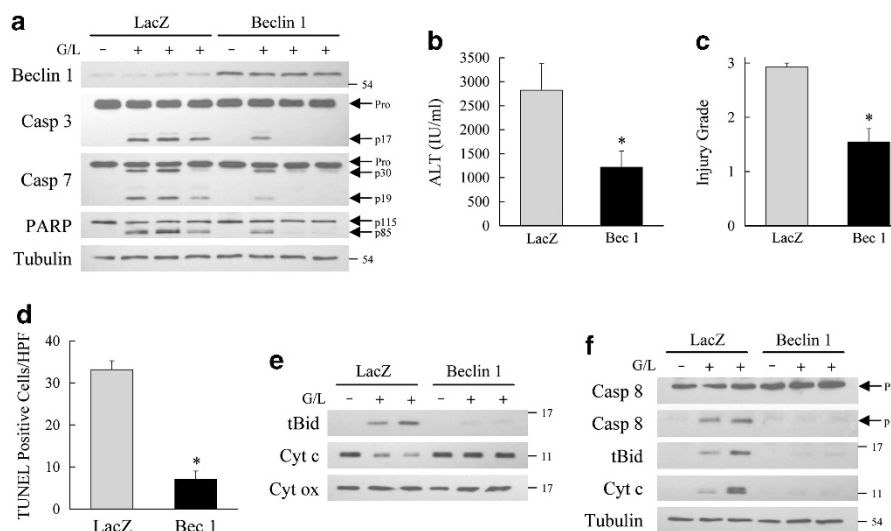 a
LacZ Beclin 1
G/L − + + + − + + +
Beclin 1
54
Casp 3
Pro
p17
Casp 7
Pro
p30
p19
PARP
p115
p85
Tubulin
54
b
ALT (IU/ml)
3500
3000
2500
2000
1500
1000
500
0
*
LacZ Bec 1
c
Injury Grade
3
2
1
0
*
LacZ Bec 1
d
TUNEL Positive Cells/HPF
40
30
20
10
0
*
LacZ Bec 1
e
LacZ Beclin 1
G/L − + + − + +
tBid
17
Cyt c
11
Cyt ox
17
f
LacZ Beclin 1
G/L − + + − + +
Casp 8
P
Casp 8
p
tBid
17
Cyt c
11
Tubulin
54